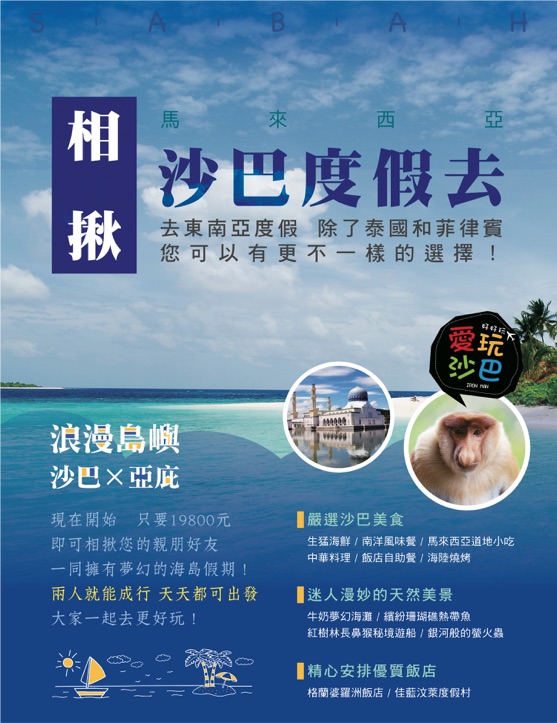 SABAH
相揪
馬來西亞
沙巴度假去
去東南亞度假 除了泰國和菲律賓
您可以有更不一樣的選擇！
好好玩
愛玩
沙巴
IRON MAN
浪漫島嶼
沙巴×亞庇
現在開始 只要19800元
即可相揪您的親朋好友
一同擁有夢幻的海島假期！
兩人就能成行 天天都可出發
大家一起去更好玩！
嚴選沙巴美食
生猛海鮮 / 南洋風味餐 / 馬來西亞道地小吃
中華料理 / 飯店自助餐 / 海陸燒烤
迷人漫妙的天然美景
牛奶夢幻海灘 / 繽紛珊瑚礁熱帶魚
紅樹林長鼻猴秘境遊船 / 銀河般的螢火蟲
精心安排優質飯店
格蘭婆羅洲飯店 / 佳藍汶萊度假村